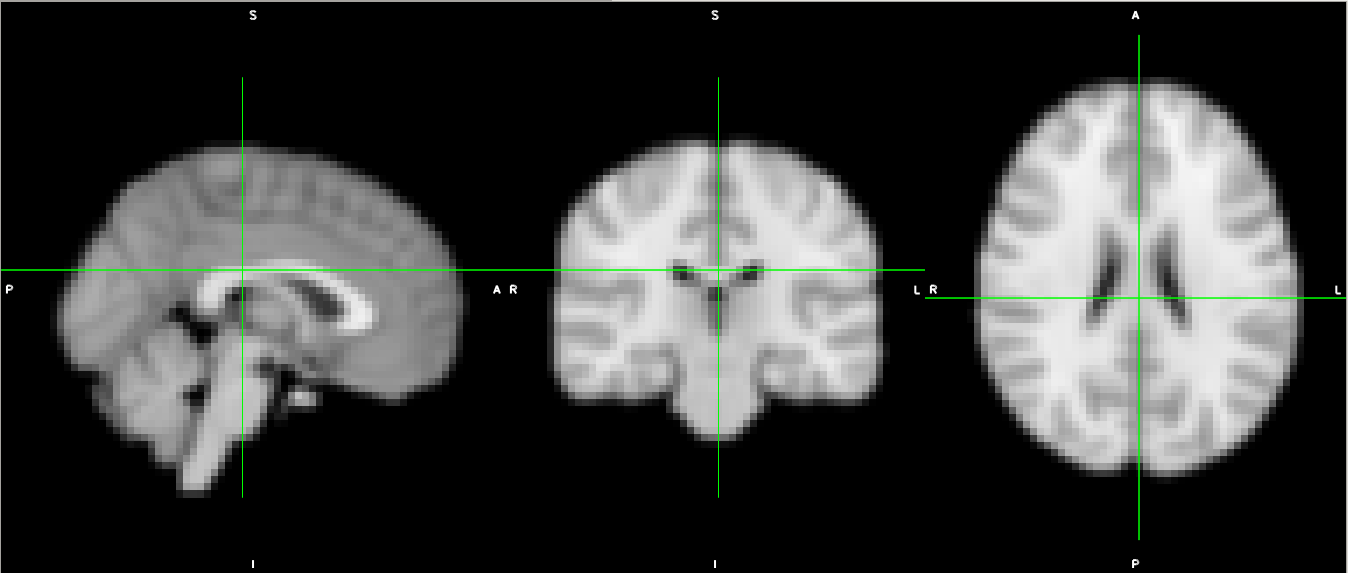 S S A
P A R L R L
I I P